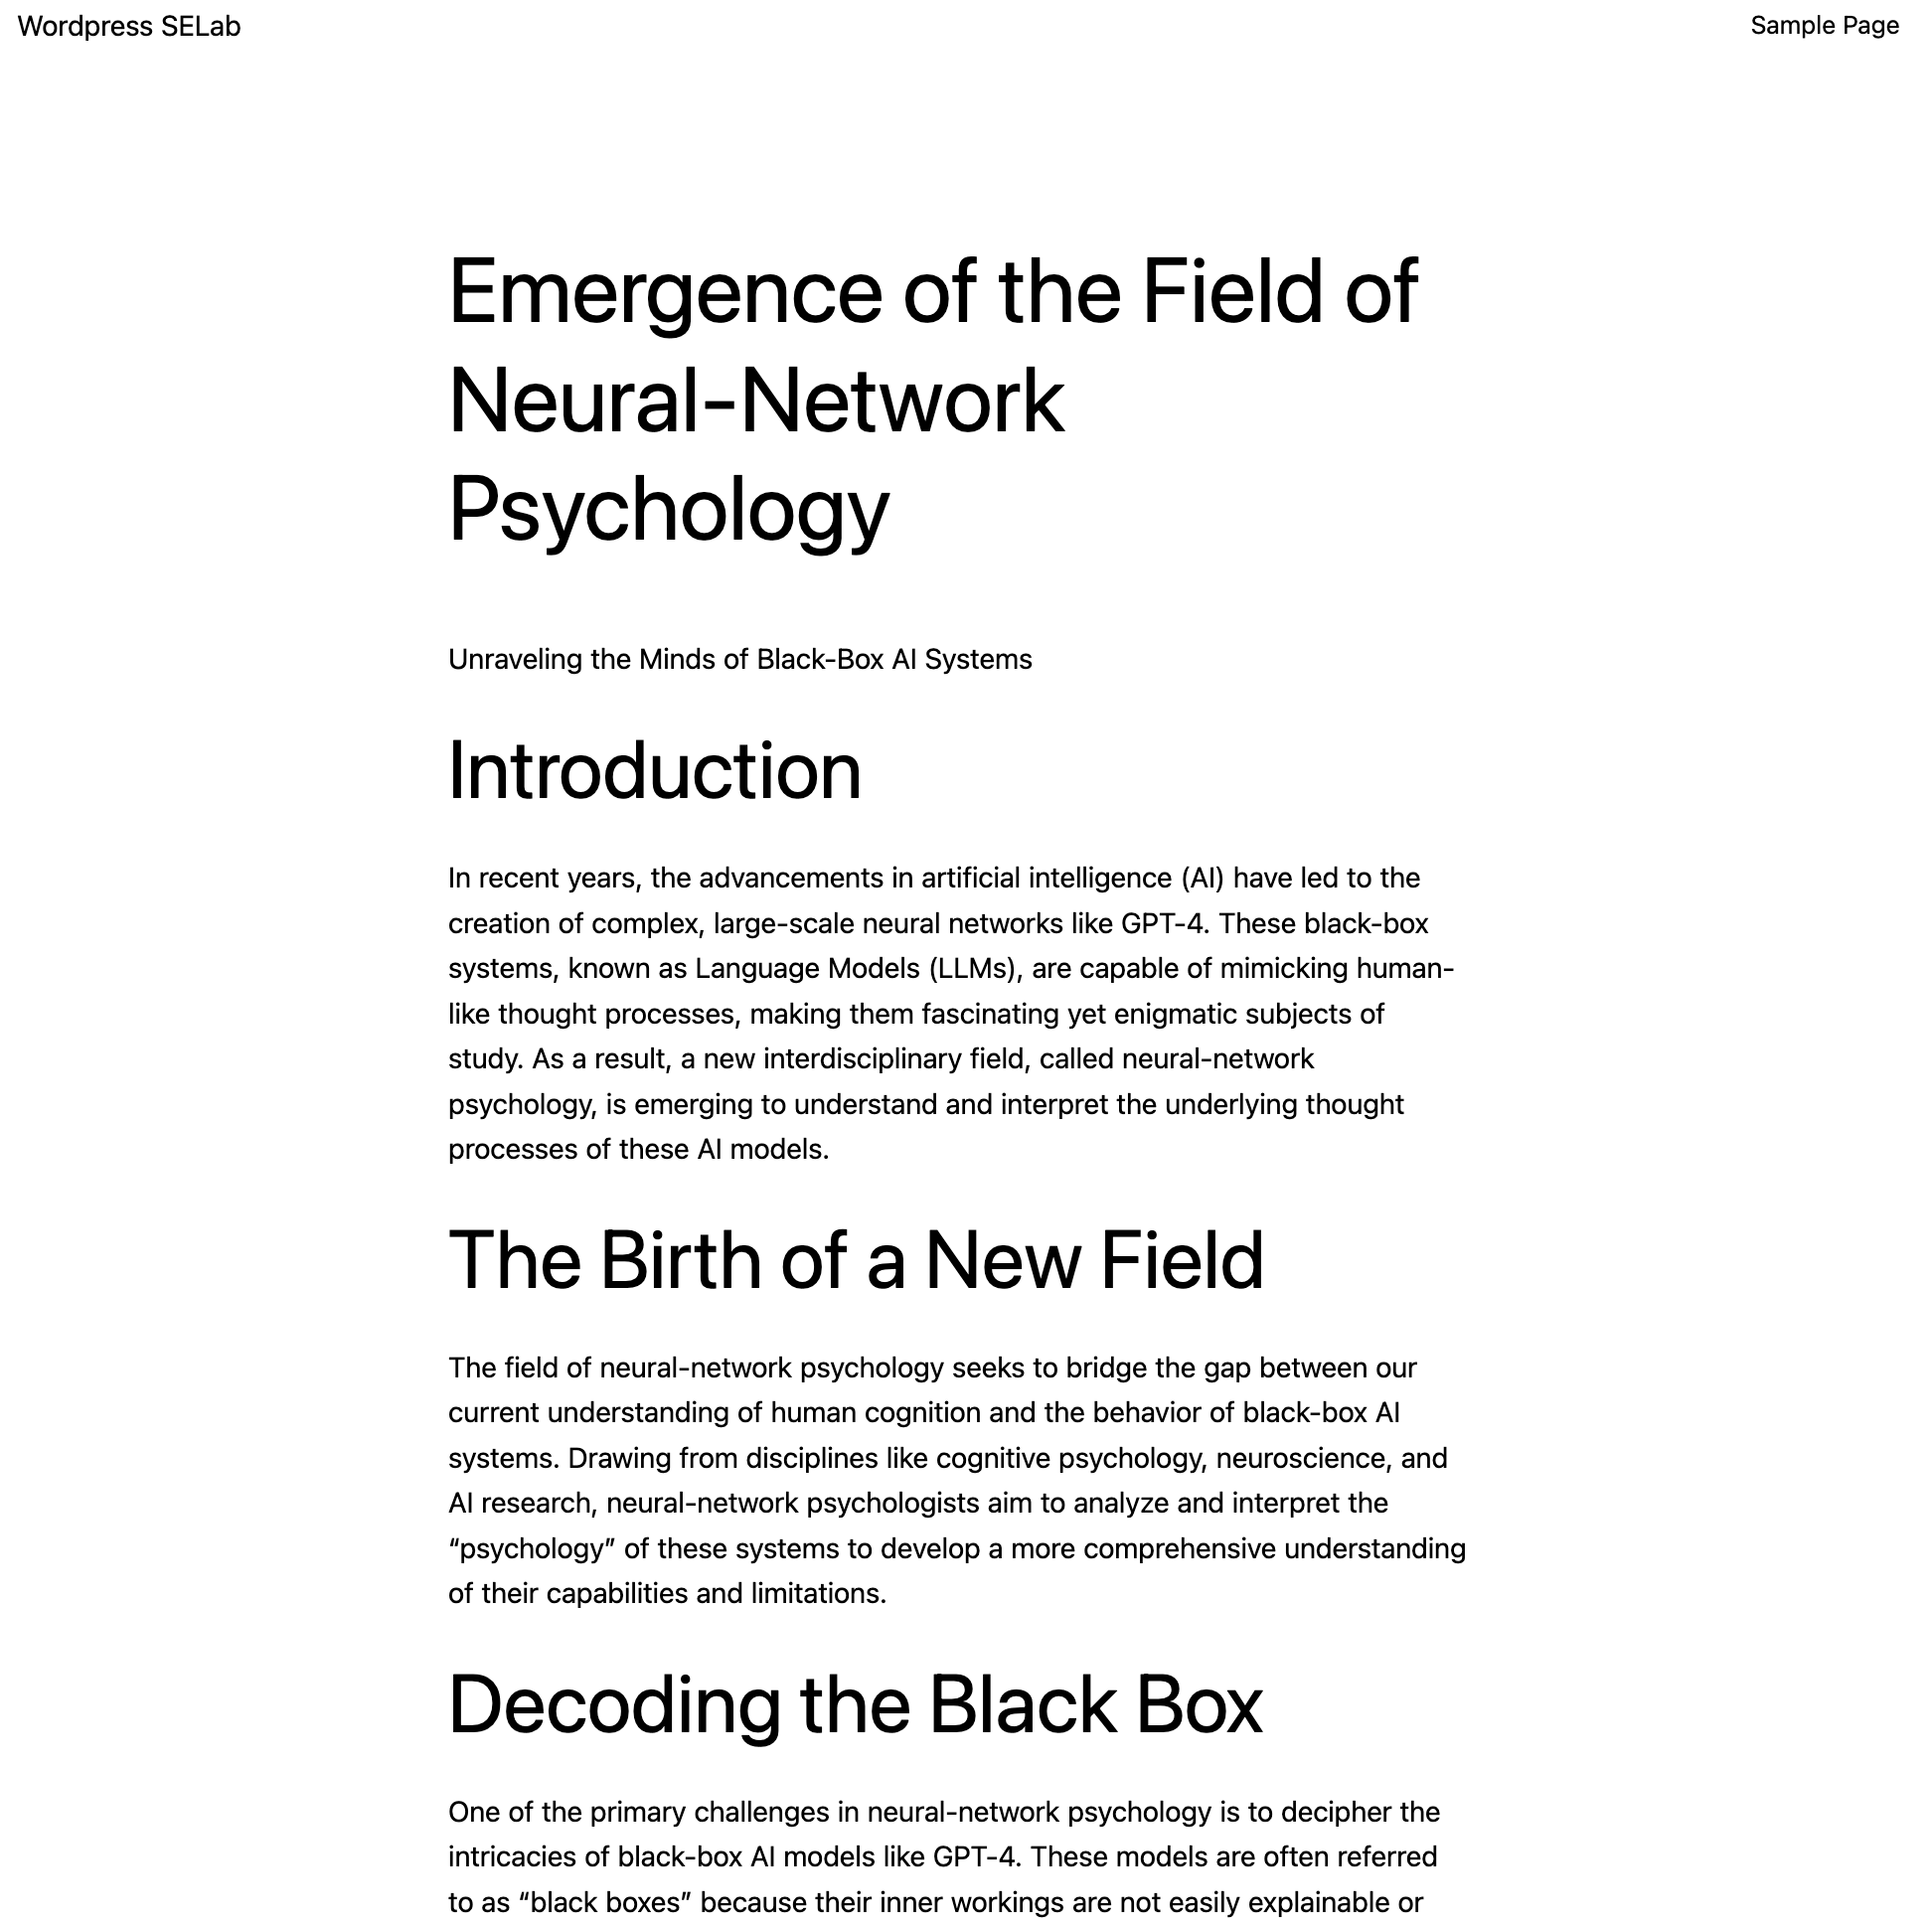 Wordpress SELab
Sample Page
Emergence of the Field of
Neural-Network
Psychology
Unraveling the Minds of Black-Box AI Systems
Introduction
In recent years, the advancements in artificial intelligence (AI) have led to the
creation of complex, large-scale neural networks like GPT-4. These black-box
systems, known as Language Models (LLMs), are capable of mimicking human-
like thought processes, making them fascinating yet enigmatic subjects of
study. As a result, a new interdisciplinary field, called neural-network
psychology, is emerging to understand and interpret the underlying thought
processes of these AI models.
The Birth of a New Field
The field of neural-network psychology seeks to bridge the gap between our
current understanding of human cognition and the behavior of black-box AI
systems. Drawing from disciplines like cognitive psychology, neuroscience, and
AI research, neural-network psychologists aim to analyze and interpret the
“psychology” of these systems to develop a more comprehensive understanding
of their capabilities and limitations.
Decoding the Black Box
One of the primary challenges in neural-network psychology is to decipher the
intricacies of black-box AI models like GPT-4. These models are often referred
to as “black boxes” because their inner workings are not easily explainable or